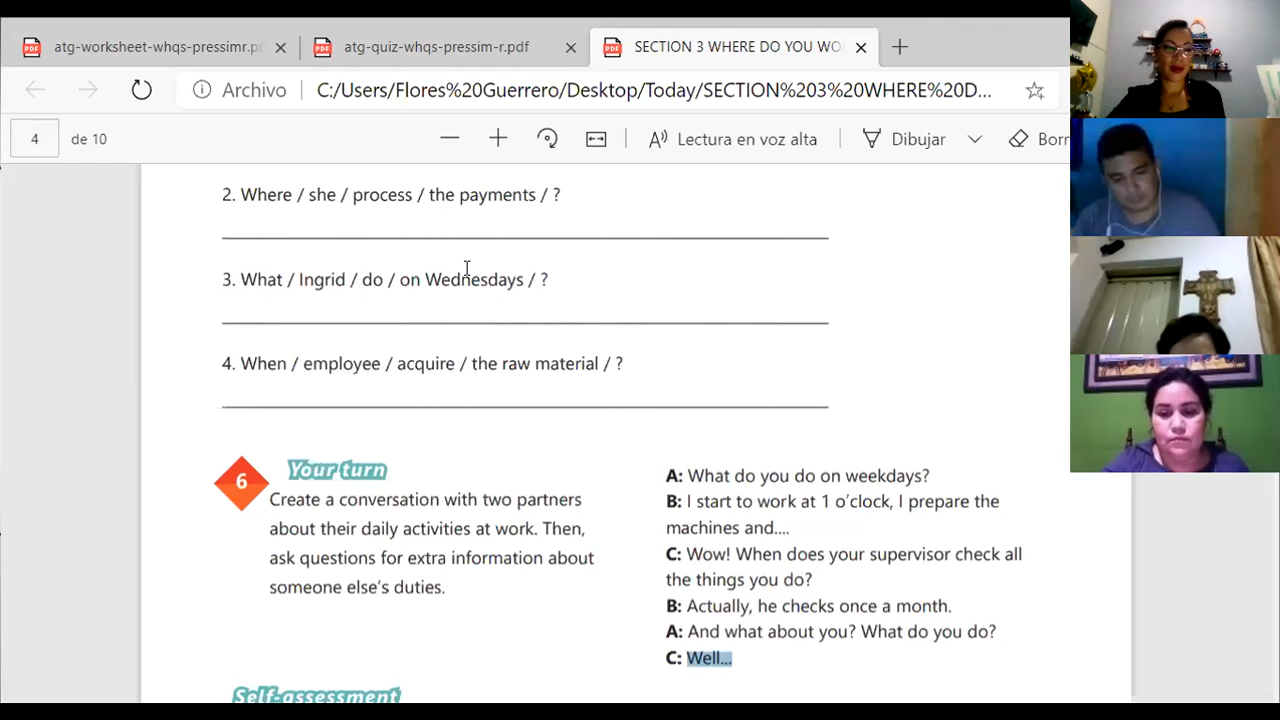 atg-worksheet-whqs-pressimr.p
atg-quiz-whqs-pressim-r.pdf
SECTION 3 WHERE DO YOU WO
Archivo
C:/Users/Flores%20Guerrero/Desktop/Today/SECTION%203%20WHERE%20D...
4
de 10
Lectura en voz alta
Dibujar
Borr
2. Where / she / process / the payments / ?
3. What / Ingrid / do / on Wednesdays / ?
4. When / employee / acquire / the raw material / ?
6
Your turn
Create a conversation with two partners
about their daily activities at work. Then,
ask questions for extra information about
someone else's duties.
A: What do you do on weekdays?
B: I start to work at 1 o'clock, I prepare the
machines and....
C: Wow! When does your supervisor check all
the things you do?
B: Actually, he checks once a month.
A: And what about you? What do you do?
C: Well...
Self-assessment